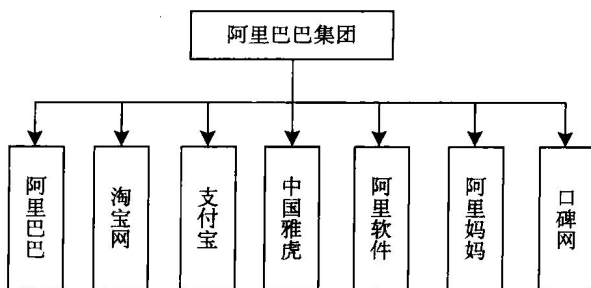 阿里巴巴集团
阿里巴巴
淘宝网
支付宝
中国雅虎
阿里软件
阿里妈妈
口碑网